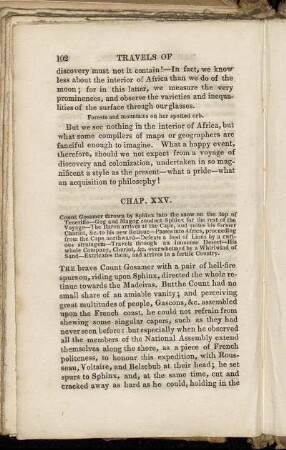 102 TRAVELS OF
discovery must not it contain!—In fact, we know
less about the interior of Africa than we do of the
moon; for in this latter, we measure the very
prominences, and observe the varieties and inequa-
lities of the surface through our glasses.
Forests and mountains on her spotted orb.
But we see nothing in the interior of Africa, but
what some compilers of maps or geographers are
fanciful enough to imagine. What a happy event,
therefore, should we not expect from a voyage of
discovery and colonization, undertaken in so mag-
nificent a style as the present—what a pride—what
an acquisition to philosophy!
CHAP. XXV.
Count Gosamer thrown by Sphinx into the snow on the top of
Teneriffe—Gog and Magog conduct Sphinx for the rest of the
Voyage—The Baron arrives at the Cape, and unites his former
Chariot, &c. to his new Retinue—Passes into Africa, proceeding
from the Cape northwards—Defeats a host of Lions by a curi-
ous stratagem—Travels through an immense Desert—His
whole Company, Chariot, &c. overwhelmed by a Whirlwind of
Sand—Extricates them, and arrives in a fertile Country.
THE brave Count Gosamer with a pair of hell-fire
spurs on, riding upon Sphinx, directed the whole re-
tinue towards the Madeiras. But the Count had no
small share of an amiable vanity; and perceiving
great multitudes of people, Gascons, &c. assembled
upon the French coast, he could not refrain from
shewing some singular capers, such as they had
never seen before: but especially when he observed
all the members of the National Assembly extend
themselves along the shore, as a piece of French
politeness, to honour this expedition, with Rous-
seau, Voltaire, and Belsebub at their head; he set
spurs to Sphinx, and, at the same time, cut and
cracked away as hard as he could, holding in the